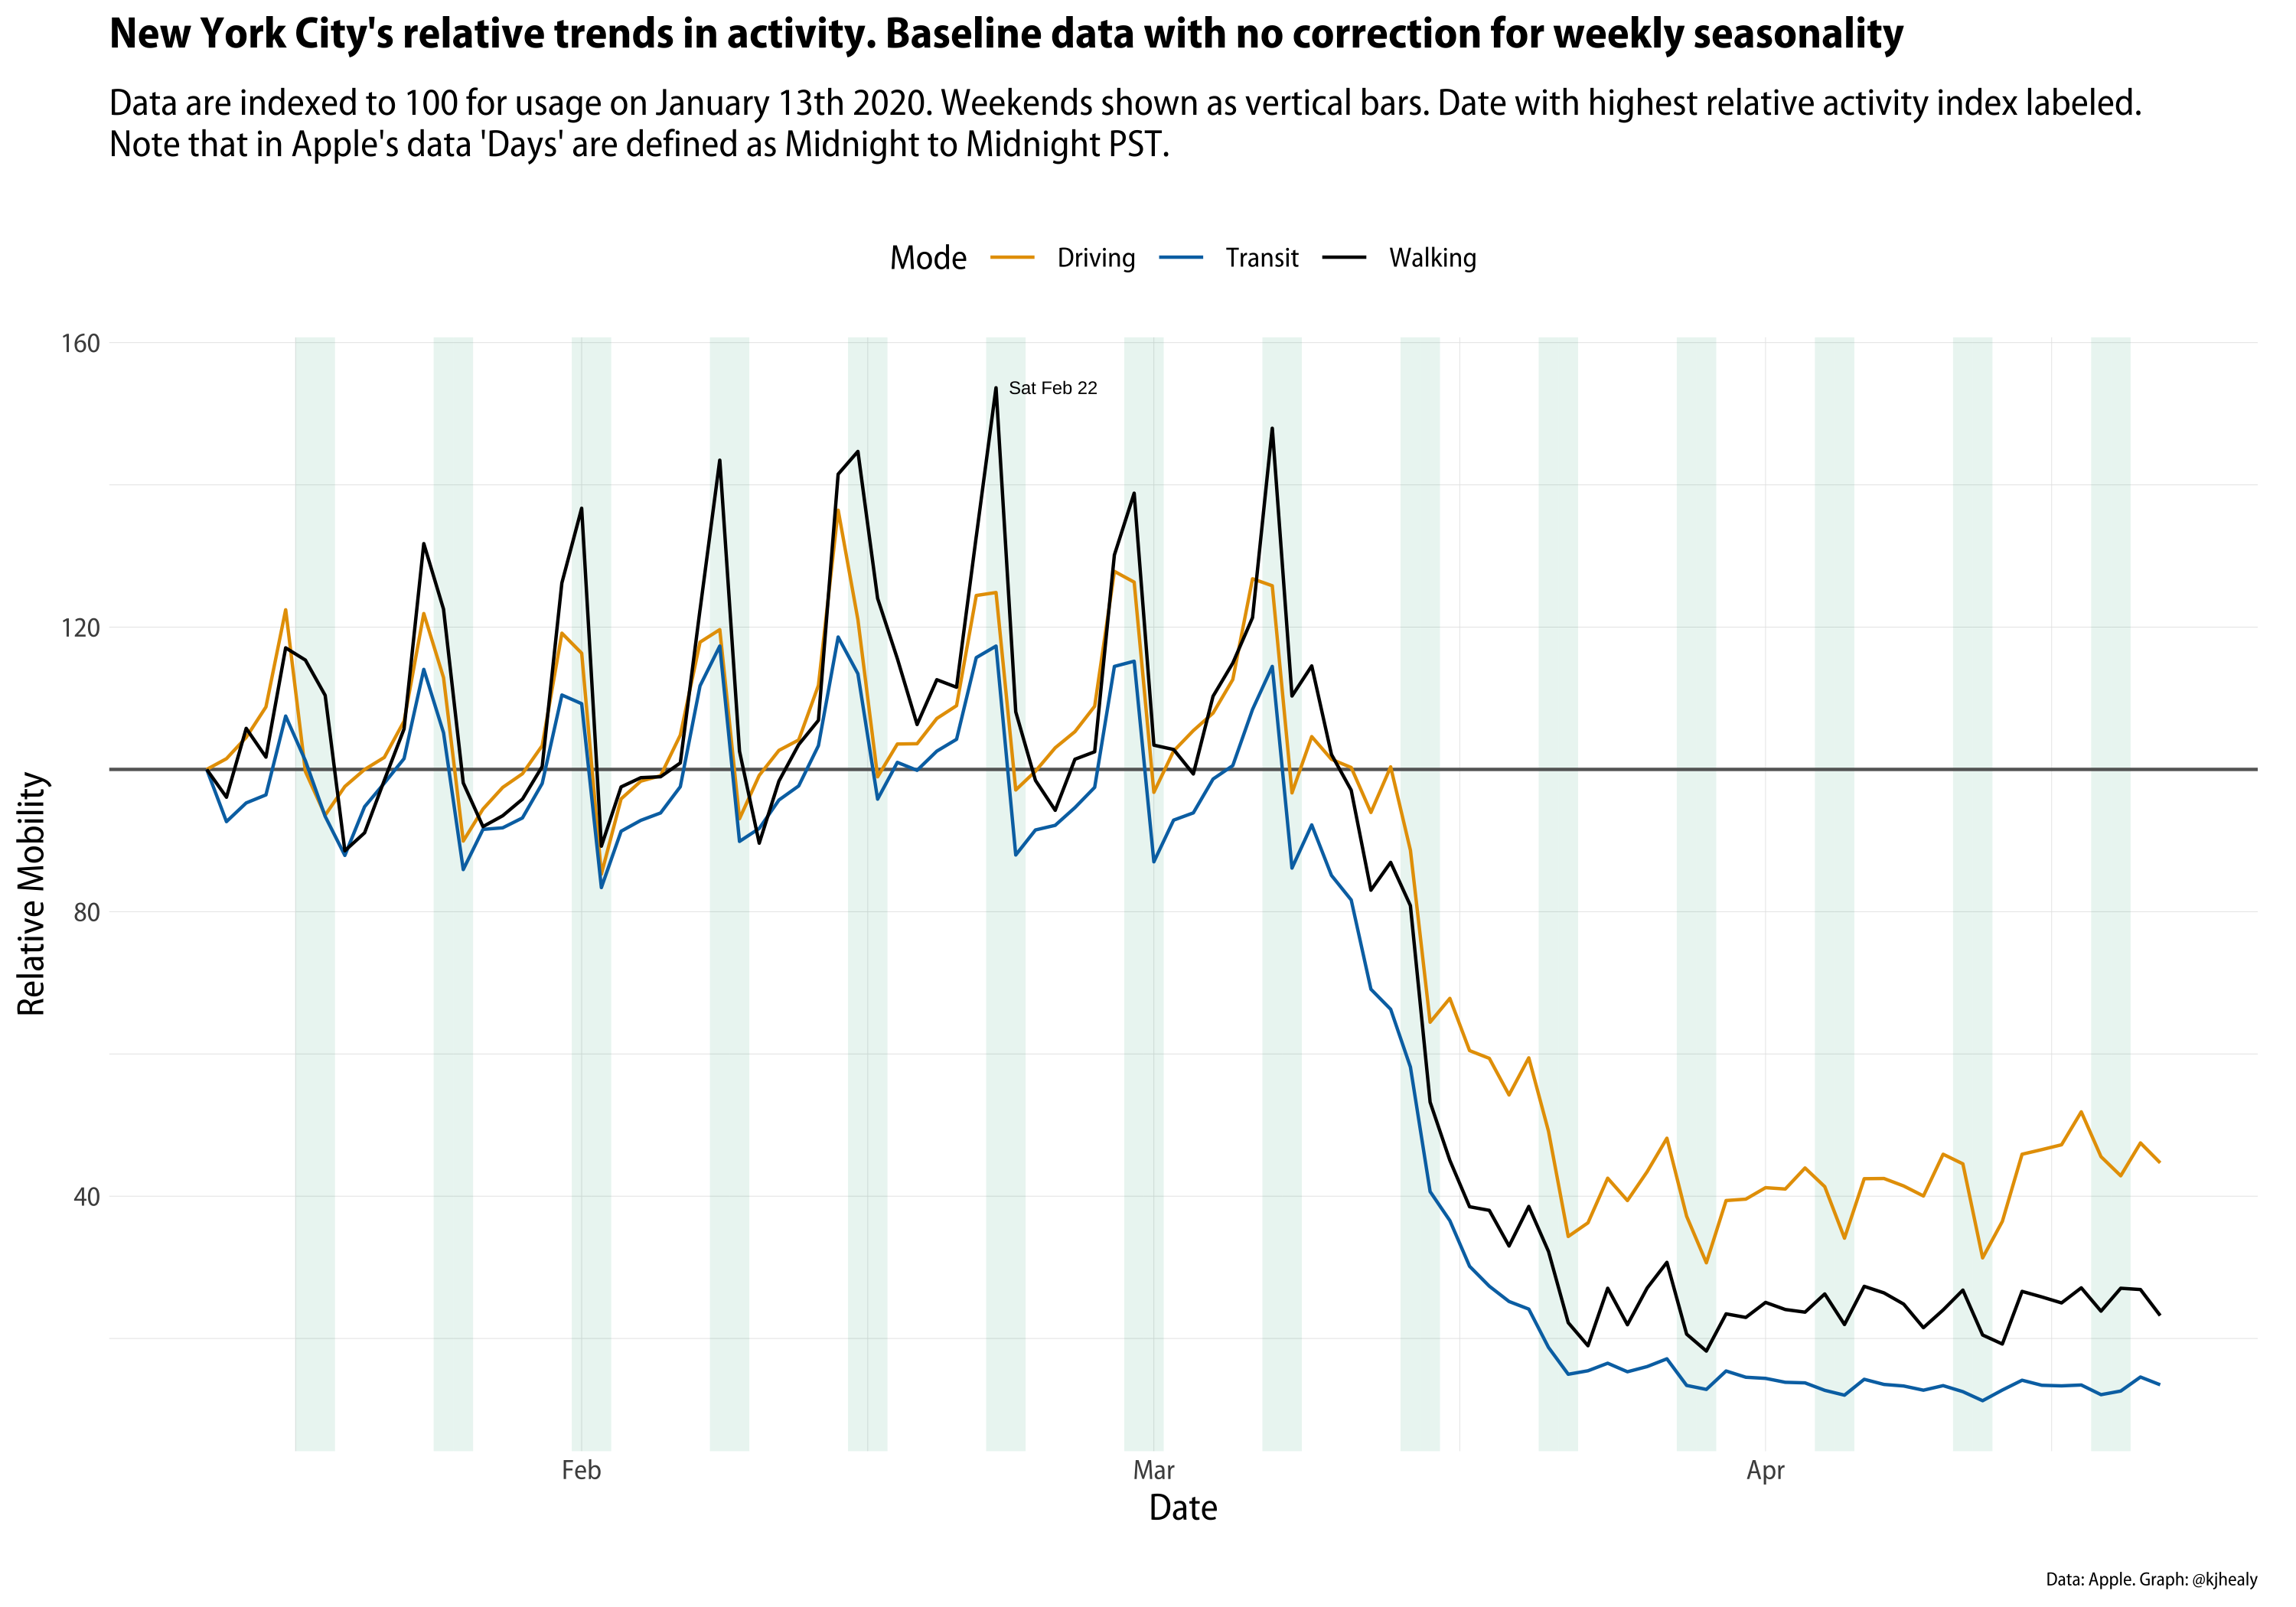 New York City's relative trends in activity. Baseline data with no correction for weekly seasonality
Data are indexed to 100 for usage on January 13th 2020. Weekends shown as vertical bars. Date with highest relative activity index labeled.
Note that in Apple's data 'Days' are defined as Midnight to Midnight PST.
Mode Driving Transit Walking
160
Sat Feb 22
120
80
40
Relative Mobility
Feb Mar Apr
Date
Data: Apple. Graph: @kjhealy